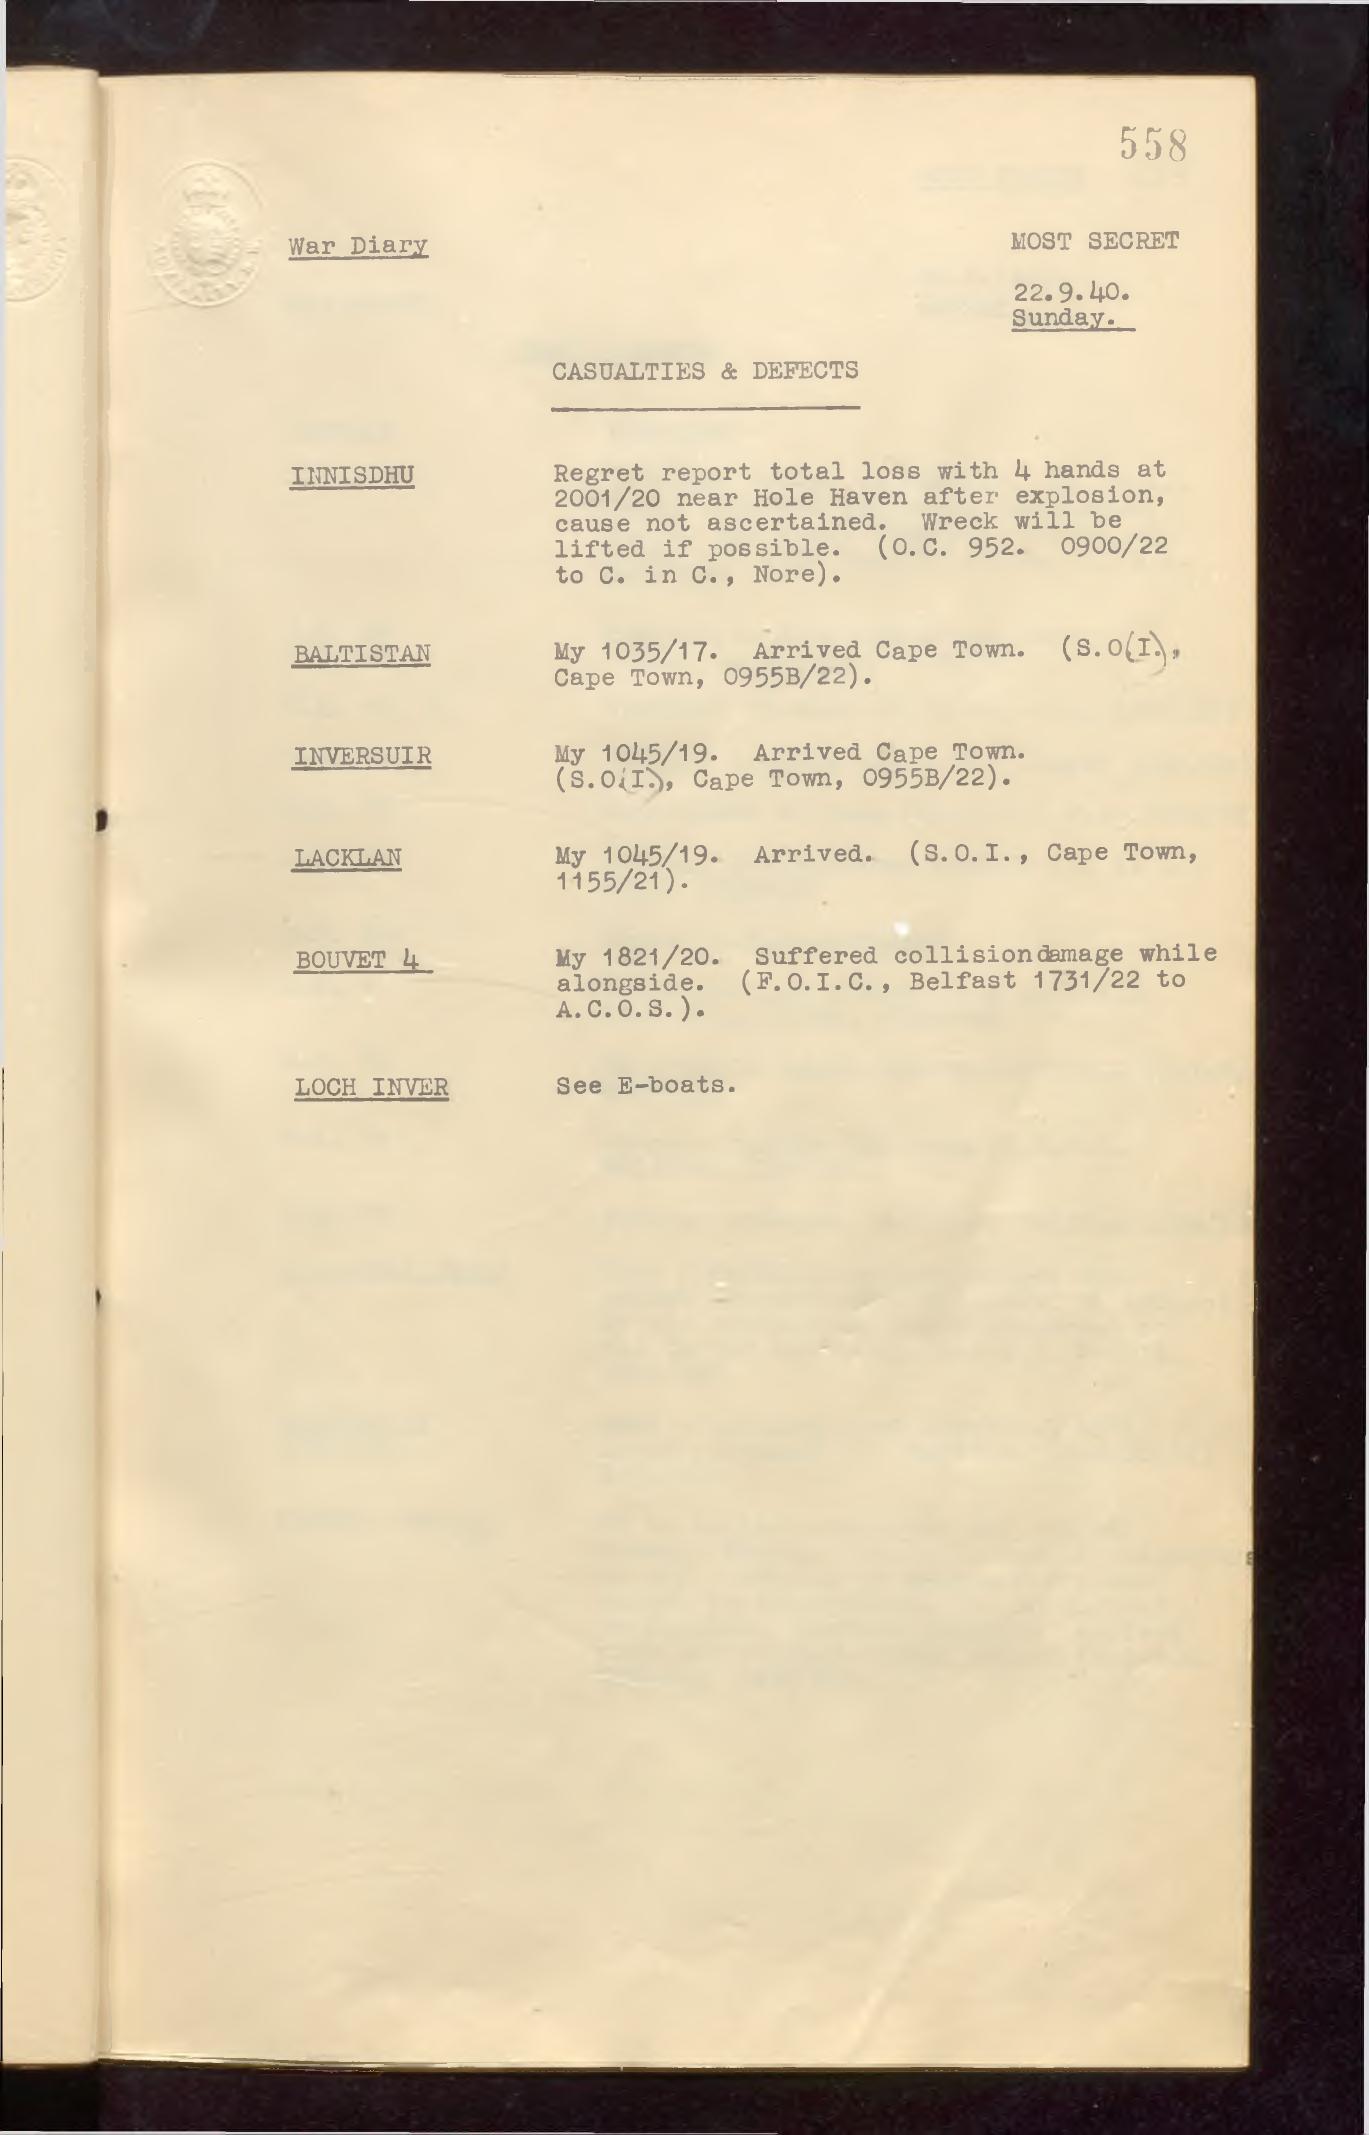 558
War Diary
MOST SECRET
22.9.40.
Sunday.
CASUALTIES & DEFECTS
INNISDHU
Regret report total loss with 4 hands at
2001/20 near Hole Haven after explosion,
cause not ascertained. Wreck will be
lifted if possible. (O.C. 952. 0900/22
to C. in C., Nore).
BALTISTAN
My 1035/17. Arrived Cape Town. (S.O(I),
Cape Town, 0955B/22).
INVERSUIR
My 1045/19. Arrived Cape Town.
(S.O(I), Cape Town, 0955B/22).
LACKLAN
My 1045/19. Arrived. (S.O.I., Cape Town,
1155/21).
BOUVET 4
My 1821/20. Suffered collision damage while
alongside. (F.O.I.C., Belfast 1731/22 to
A.C.O.S.).
LOCH INVER
See E-boats.